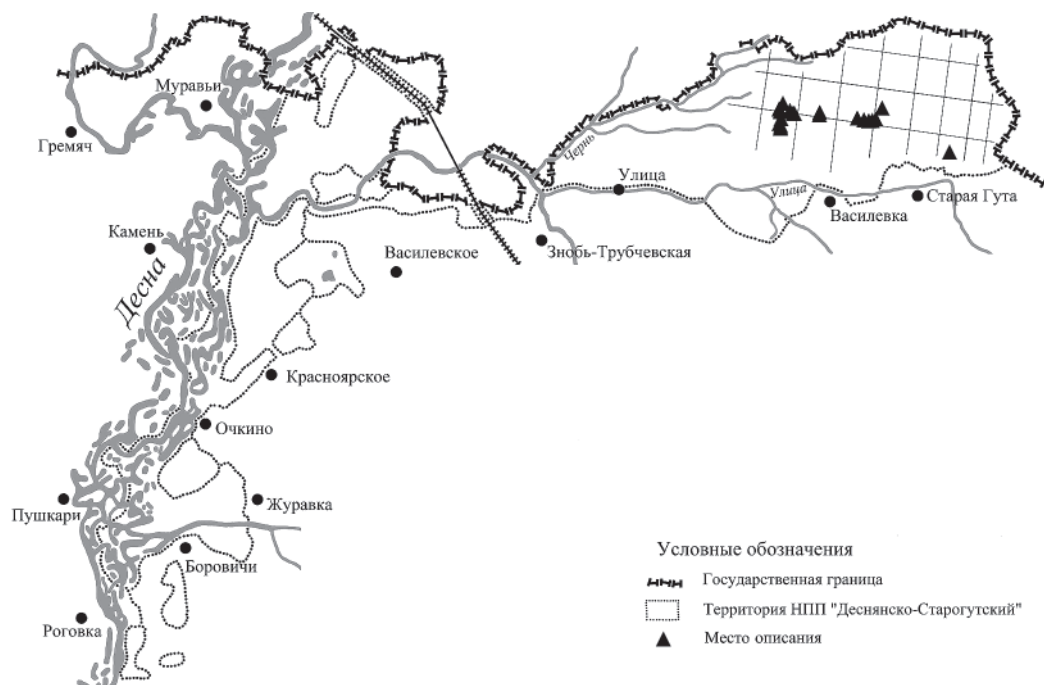 Муравьи
Гремяч
Чернь
Улица
Улица
Старая Гута
Василевка
Камень
Василевское
Знобь-Трубчевская
Десна
Красноярское
Очкино
Пушкари
Журавка
Боровичи
Роговка
Условные обозначения
Государственная граница
Территория НПП "Деснянско-Старогутский"
Место описания